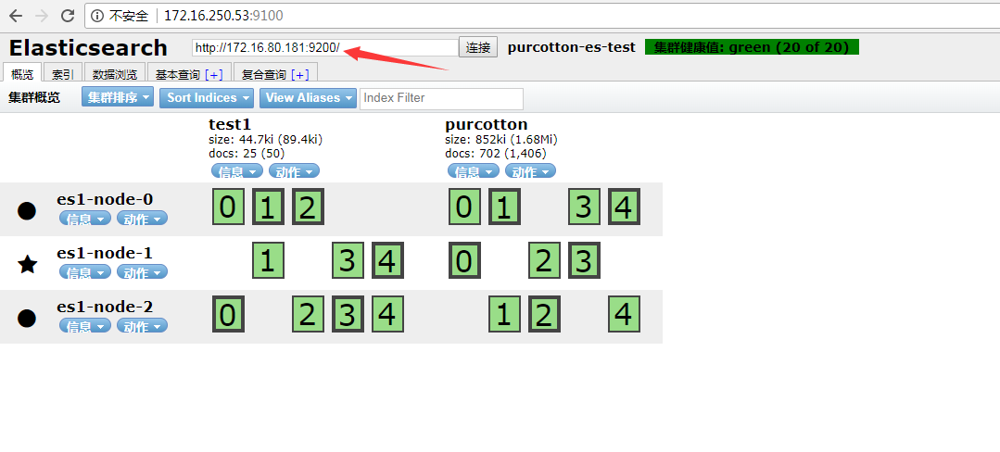 不安全 172.16.250.53:9100
Elasticsearch http://172.16.80.181:9200/ 连接 purcotton-es-test 集群健康值: green (20 of 20)
概览 索引 数据浏览 基本查询 [+] 复合查询 [+]
集群概览 集群排序 Sort Indices View Aliases Index Filter
test1 purcotton
size: 44.7ki (89.4ki) size: 852ki (1.68Mi)
docs: 25 (50) docs: 702 (1,406)
信息 动作 信息 动作
es1-node-0 0 1 2 0 1 3 4
信息 动作
es1-node-1 1 3 4 0 2 3
信息 动作
es1-node-2 0 2 3 4 1 2 4
信息 动作